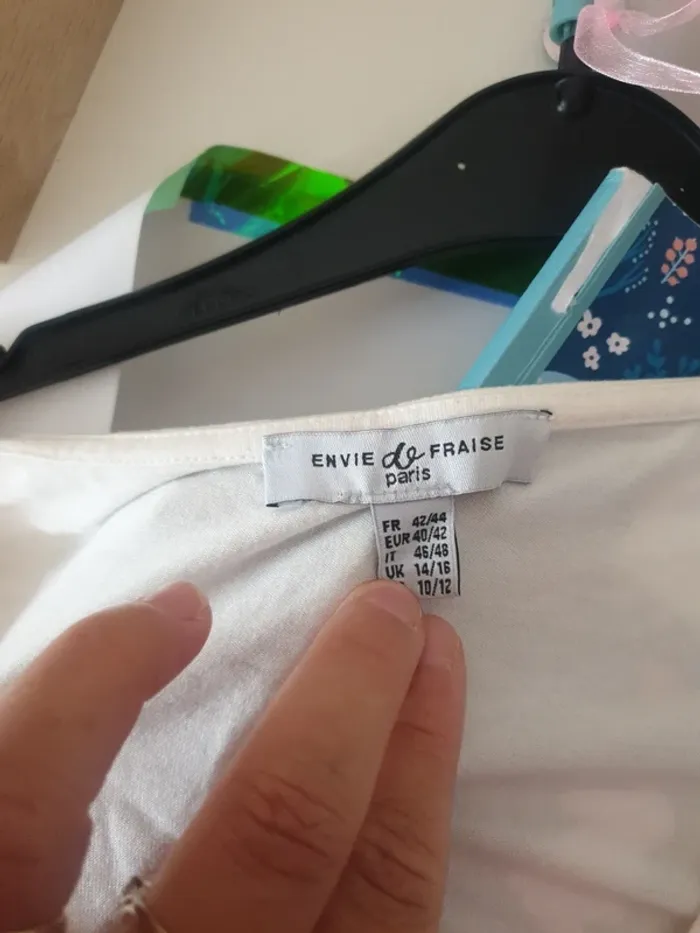 ENVIE de FRAISE
paris
FR 42/44
EUR 40/42
IT 46/48
UK 14/16
10/12